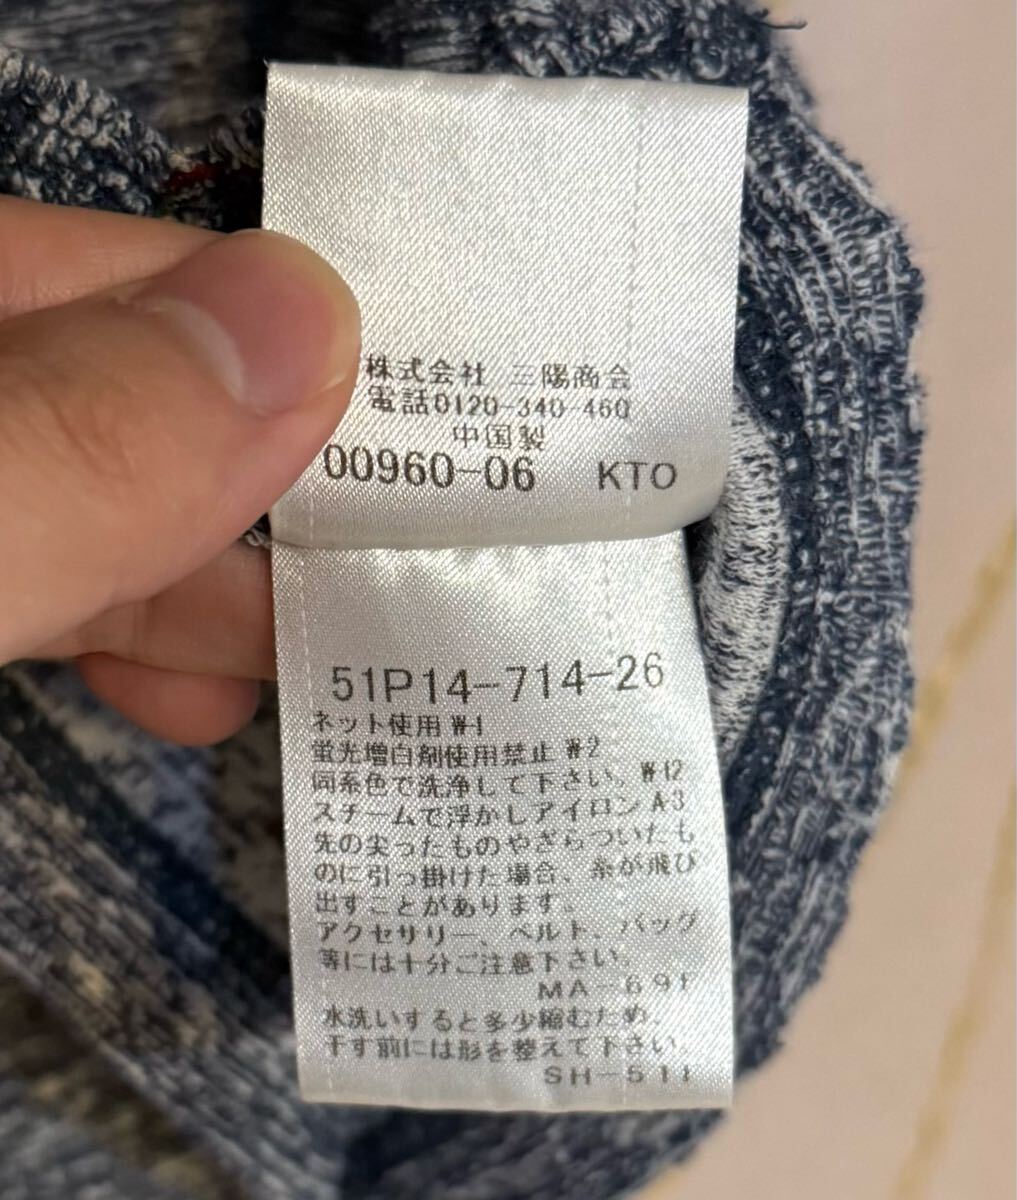 株式会社 三陽商会
電話0120-340-460
中国製
00960-06 KTO
51P14-714-26
ネット使用 W-1
蛍光増白剤使用禁止 W-2
同系色で洗浄して下さい、W-12
スチームで浮かしアイロン A-3
先の尖ったものやざらついたも
のに引っ掛けた場合、糸が飛び
出すことがあります。
アクセサリー、ベルト、バッグ
等には十分ご注意下さい。
MA-691
水洗いすると多少縮むため、
干す前には形を整えて下さい。
SH-511